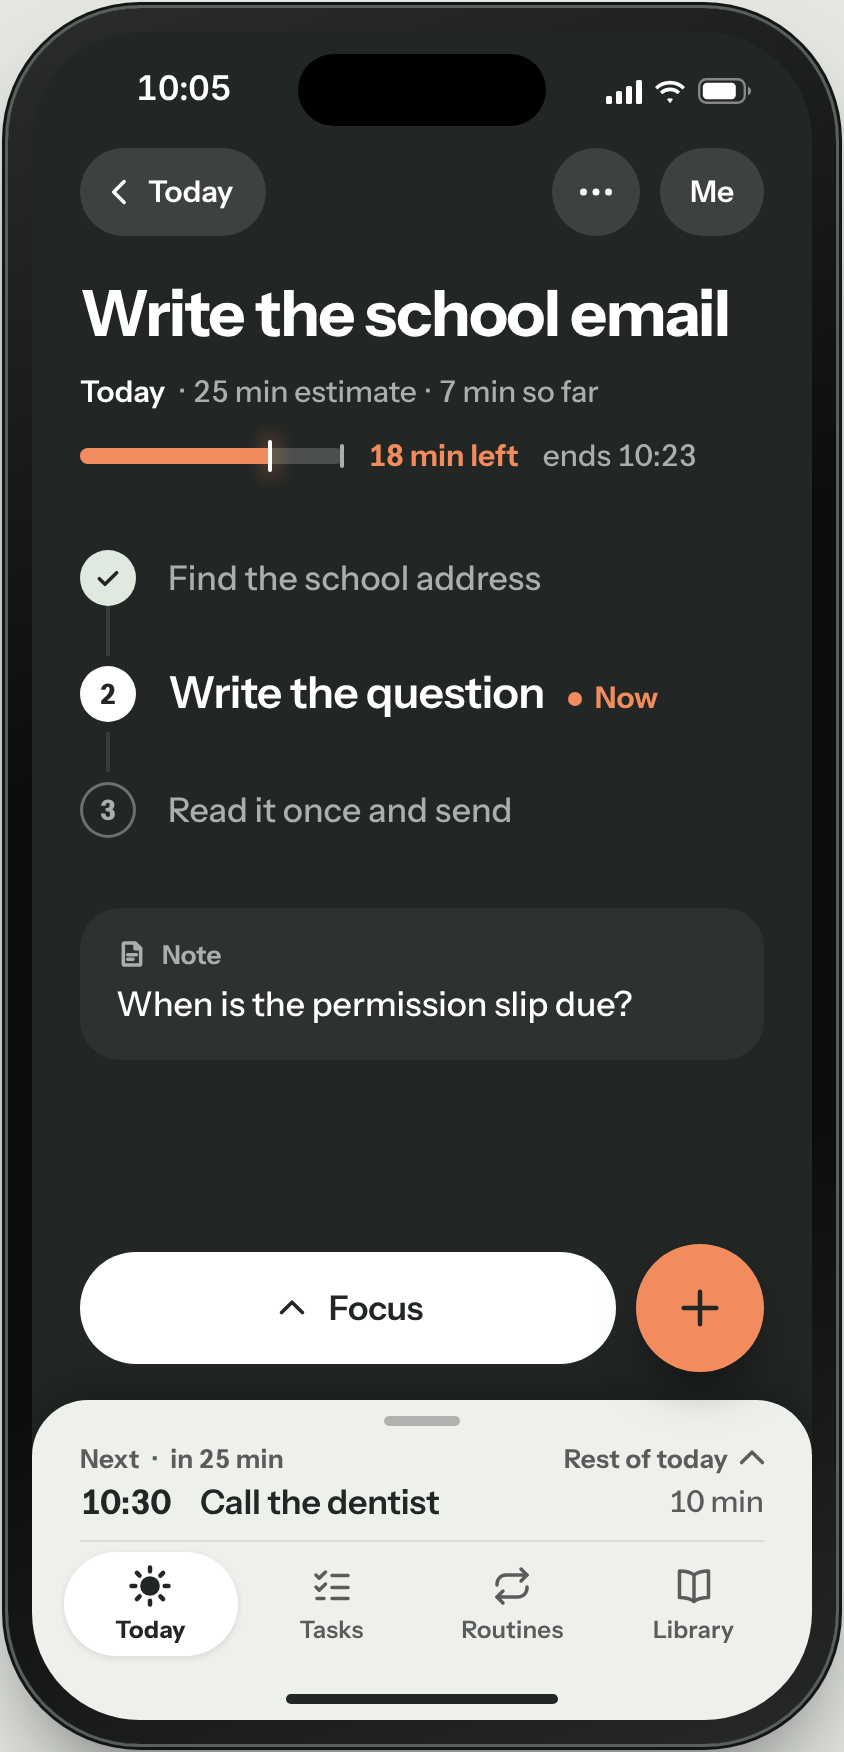 10:05
Today
Me
Write the school email
Today · 25 min estimate · 7 min so far
18 min left ends 10:23
Find the school address
2 Write the question Now
3 Read it once and send
Note
When is the permission slip due?
Focus
Next · in 25 min Rest of today
10:30 Call the dentist 10 min
Today Tasks Routines Library